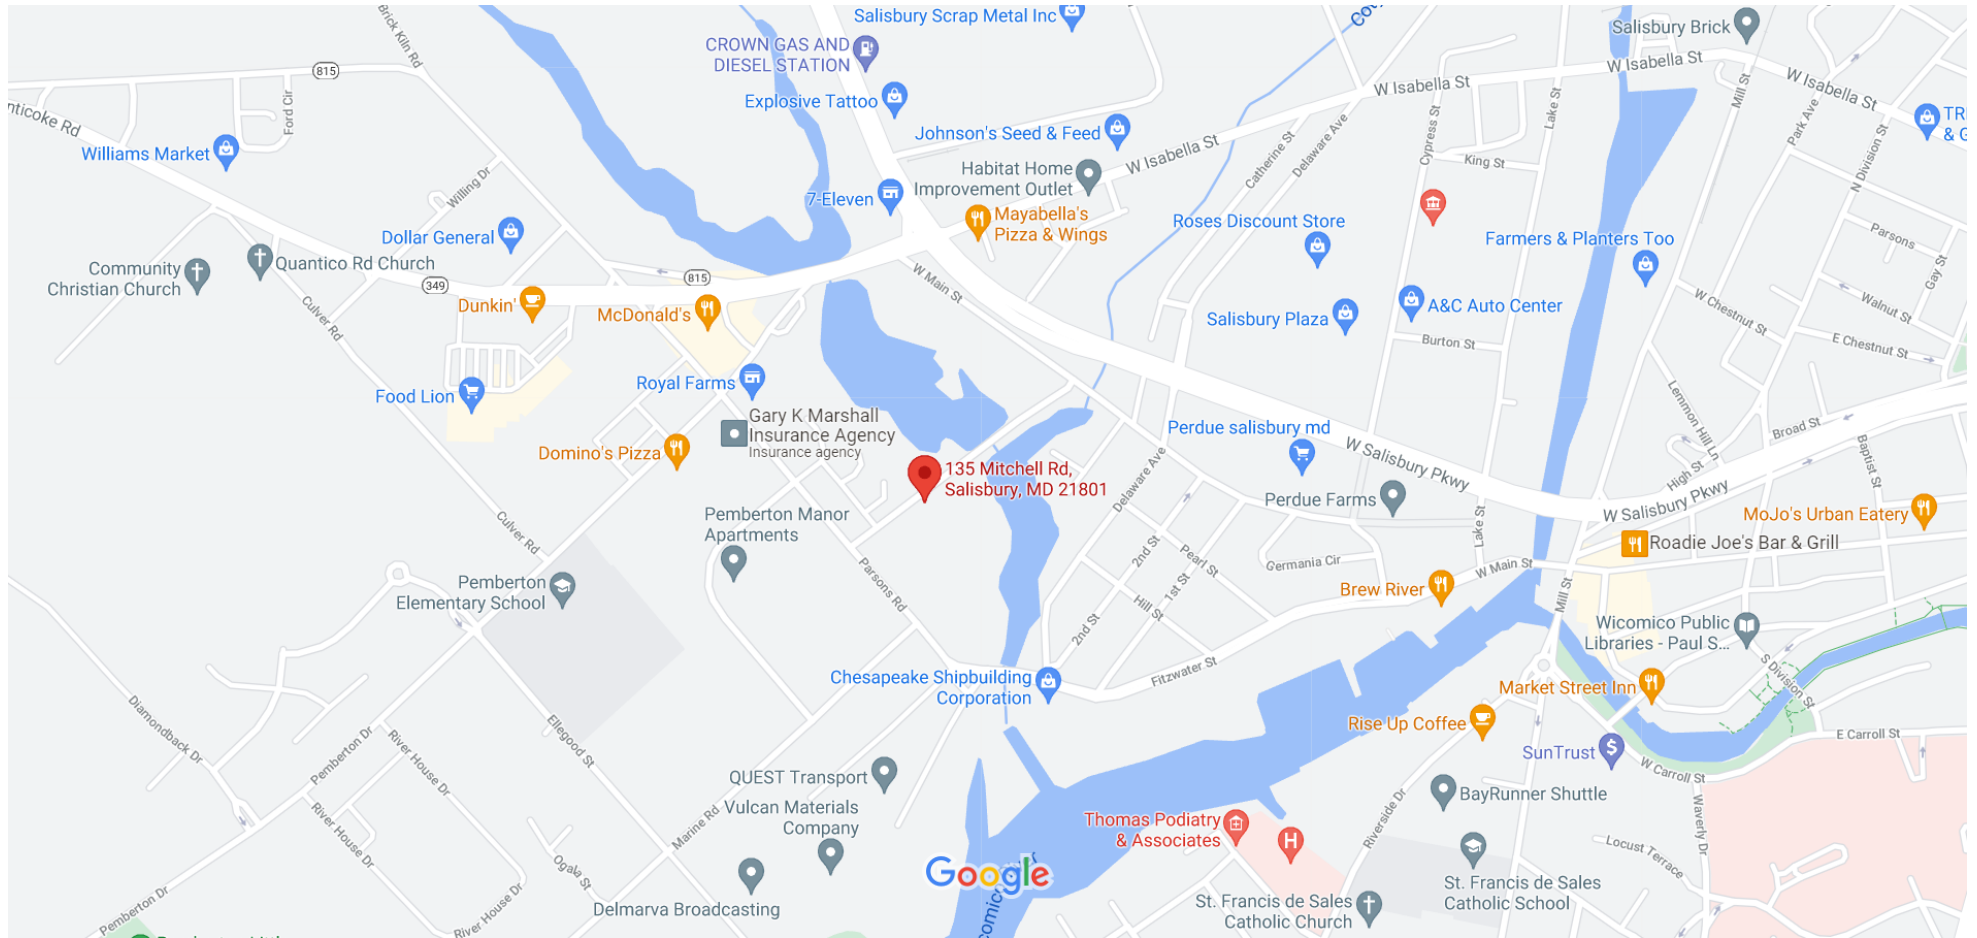 Salisbury Scrap Metal Inc
CROWN GAS AND
DIESEL STATION
Salisbury Brick
Brick Kiln Rd
815
W Isabella St
W Isabella St
W Isabella St
Mill St
Explosive Tattoo
Ford Cir
nticoke Rd
Lake St
Park Ave
Johnson's Seed & Feed
Cypress St
Catherine St
Delaware Ave
N Division St
TRI
& G
Williams Market
W Isabella St
King St
Habitat Home
Improvement Outlet
Willing Dr
7-Eleven
Mayabella's
Pizza & Wings
Roses Discount Store
Farmers & Planters Too
Parsons
Dollar General
Gay St
Community
Christian Church
Quantico Rd Church
349
815
W Main St
Walnut St
W Chestnut St
Dunkin'
McDonald's
Culver Rd
Salisbury Plaza
A&C Auto Center
Burton St
E Chestnut St
Food Lion
Royal Farms
Gary K Marshall
Insurance Agency
Insurance agency
Lemmon Hill Ln
Perdue salisbury md
Broad St
Domino's Pizza
W Salisbury Pkwy
High St
Baptist St
135 Mitchell Rd,
Salisbury, MD 21801
Delaware Ave
Perdue Farms
W Salisbury Pkwy
MoJo's Urban Eatery
Pemberton Manor
Apartments
Culver Rd
Lake St
Roadie Joe's Bar & Grill
2nd St
Pearl St
Germania Cir
W Main St
Parsons Rd
Pemberton
Elementary School
1st St
Hill St
Brew River
Mill St
2nd St
Wicomico Public
Libraries - Paul S...
Fitzwater St
Chesapeake Shipbuilding
Corporation
S Division St
Market Street Inn
Rise Up Coffee
Diamondback Dr
Pemberton Dr
River House Dr
Ellegood St
SunTrust
E Carroll St
QUEST Transport
W Carroll St
BayRunner Shuttle
Vulcan Materials
Company
Marine Rd
Thomas Podiatry
& Associates
H
Riverside Dr
Waverly Dr
River House Dr
Locust Terrace
Ogala St
Google
Pemberton Dr
River House Dr
Delmarva Broadcasting
St. Francis de Sales
Catholic Church
St. Francis de Sales
Catholic School